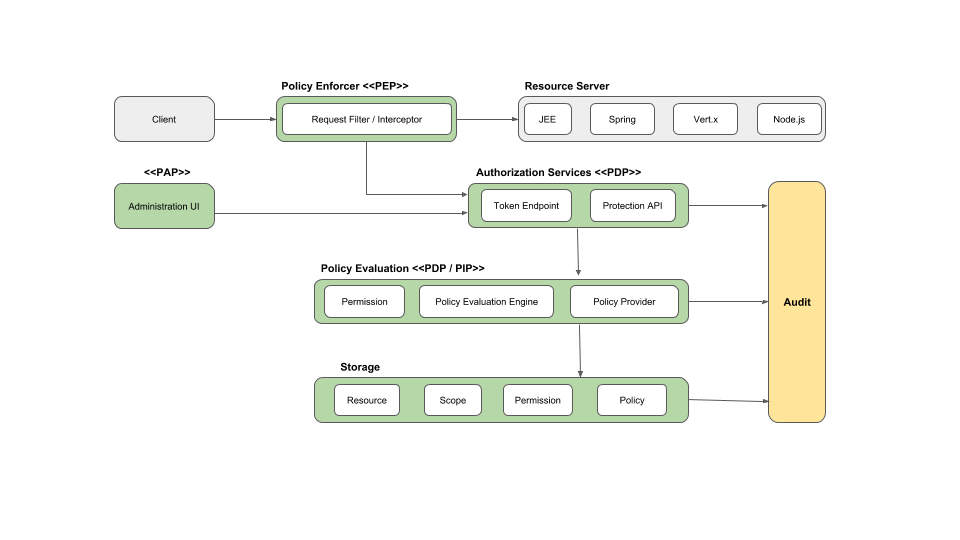 Policy Enforcer <<PEP>>
Resource Server
Client
Request Filter / Interceptor
JEE
Spring
Vert.x
Node.js
<<PAP>>
Authorization Services <<PDP>>
Administration UI
Token Endpoint
Protection API
Policy Evaluation <<PDP / PIP>>
Permission
Policy Evaluation Engine
Policy Provider
Audit
Storage
Resource
Scope
Permission
Policy